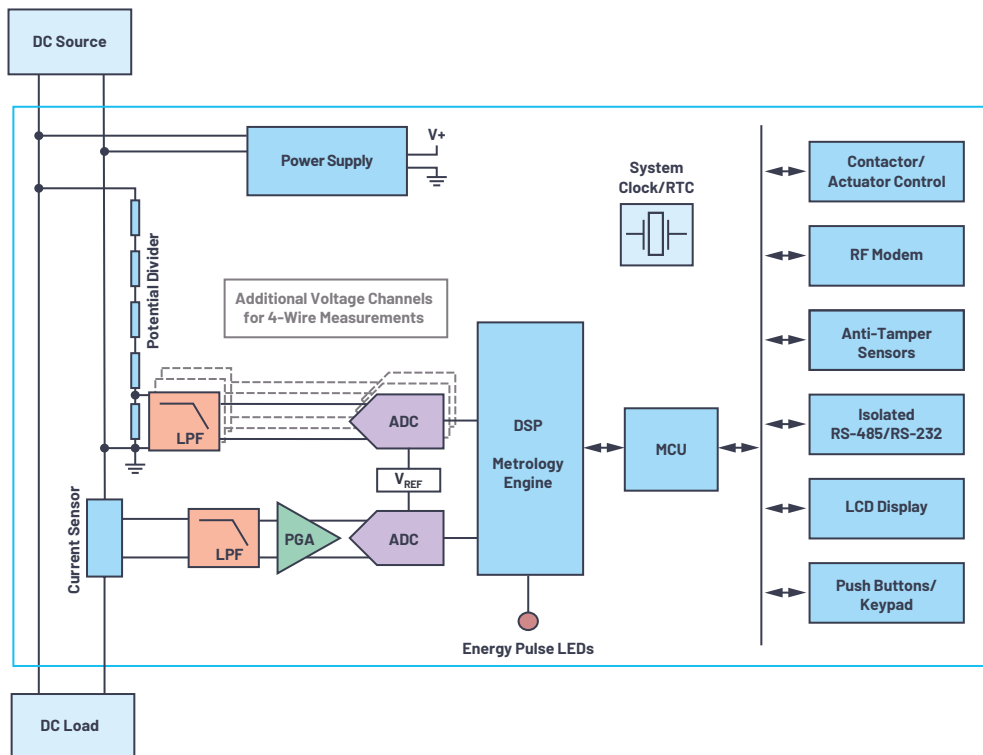 DC Source
Power Supply
V+
System
Clock/RTC
Contactor/
Actuator Control
RF Modem
Anti-Tamper
Sensors
Isolated
RS-485/RS-232
LCD Display
Push Buttons/
Keypad
Potential Divider
Additional Voltage Channels
for 4-Wire Measurements
LPF
ADC
DSP
Metrology
Engine
MCU
VREF
Current Sensor
LPF
PGA
ADC
Energy Pulse LEDs
DC Load